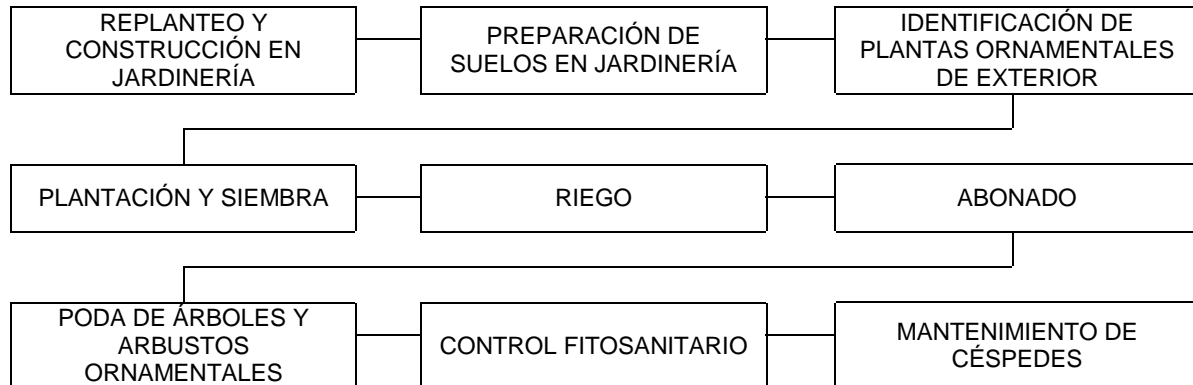 REPLANTEO Y
CONSTRUCCIÓN EN
JARDINERÍA
PREPARACIÓN DE
SUELOS EN JARDINERÍA
IDENTIFICACIÓN DE
PLANTAS ORNAMENTALES
DE EXTERIOR
PLANTACIÓN Y SIEMBRA
RIEGO
ABONADO
PODA DE ÁRBOLES Y
ARBUSTOS
ORNAMENTALES
CONTROL FITOSANITARIO
MANTENIMIENTO DE
CÉSPEDES